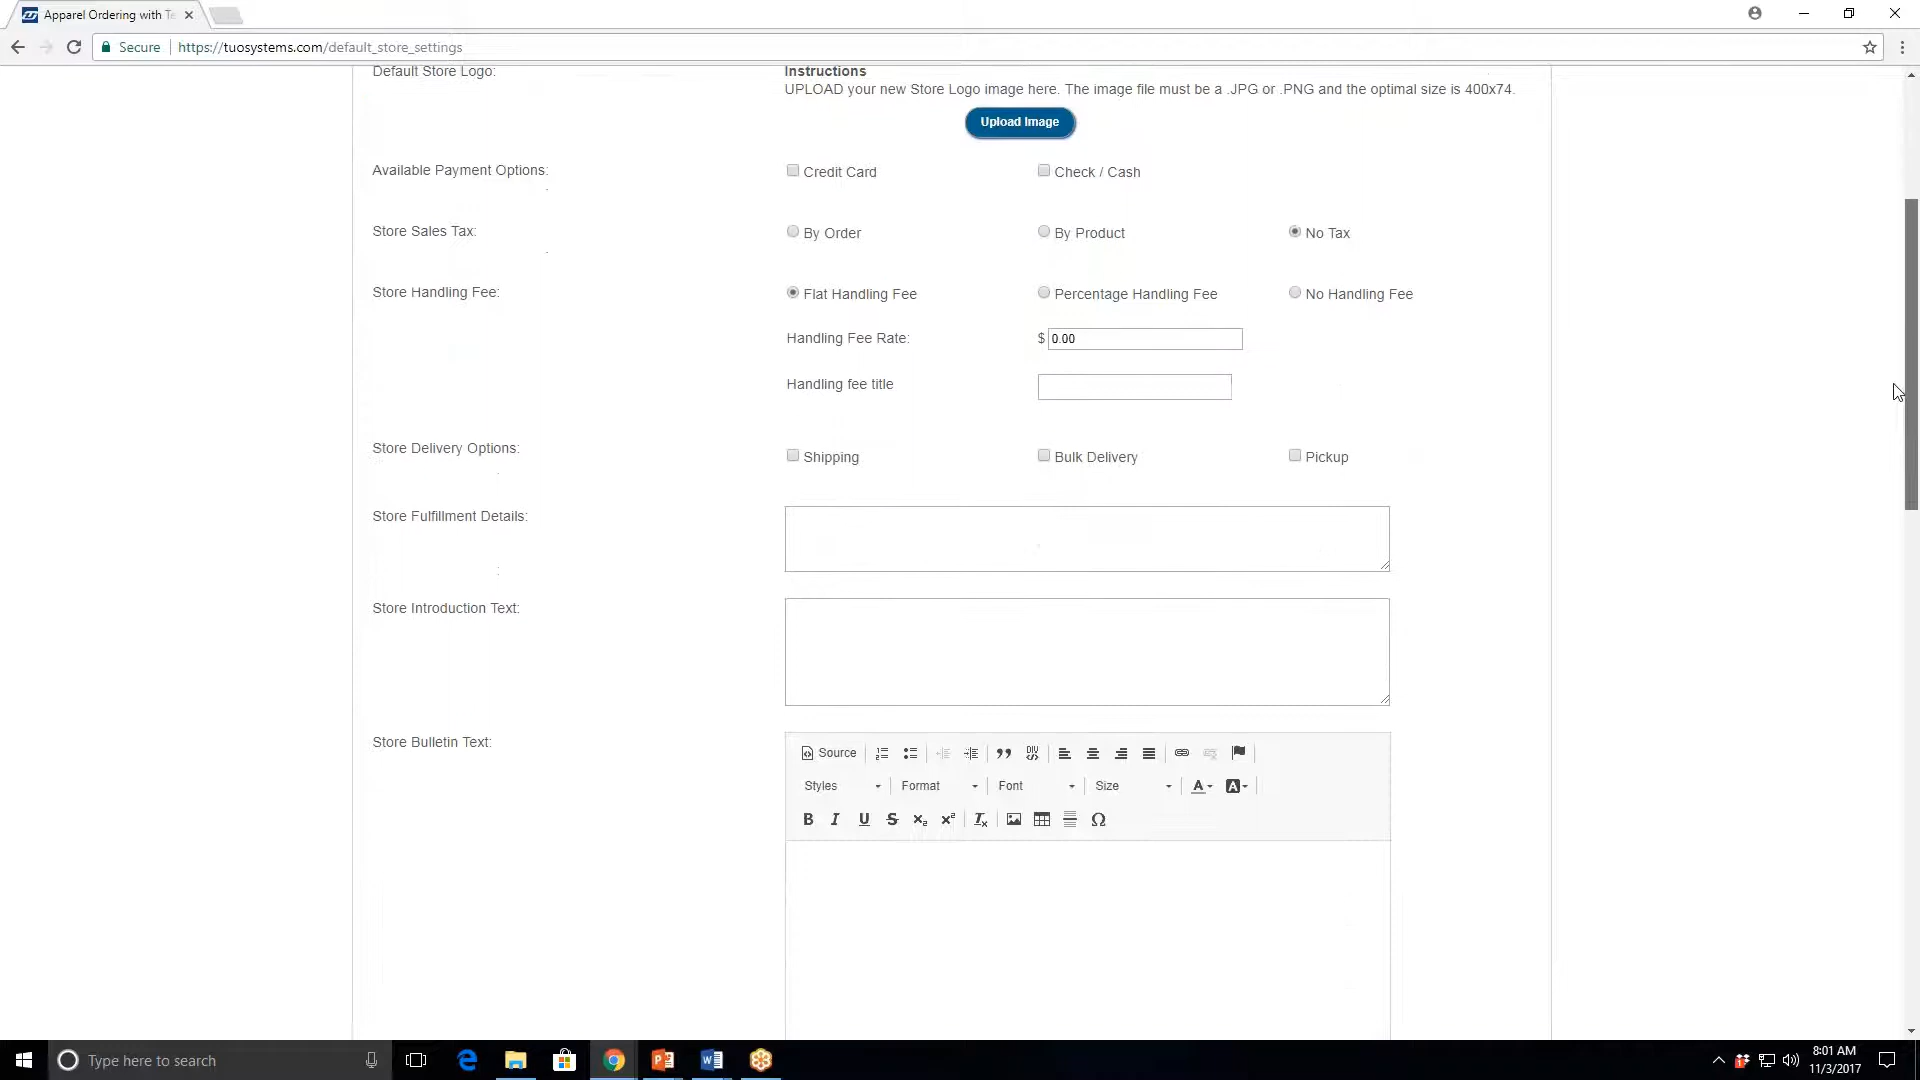 Apparel Ordering with Te
Secure https://tuosystems.com/default_store_settings
Default Store Logo:
Instructions
UPLOAD your new Store Logo image here. The image file must be a .JPG or .PNG and the optimal size is 400x74.
Upload Image
Available Payment Options:
Credit Card
Check / Cash
Store Sales Tax:
By Order
By Product
No Tax
Store Handling Fee:
Flat Handling Fee
Percentage Handling Fee
No Handling Fee
Handling Fee Rate:
$ 0.00
Handling fee title
Store Delivery Options:
Shipping
Bulk Delivery
Pickup
Store Fulfillment Details:
Store Introduction Text:
Store Bulletin Text:
Source
Styles
Format
Font
Size
Type here to search
8:01 AM
11/3/2017